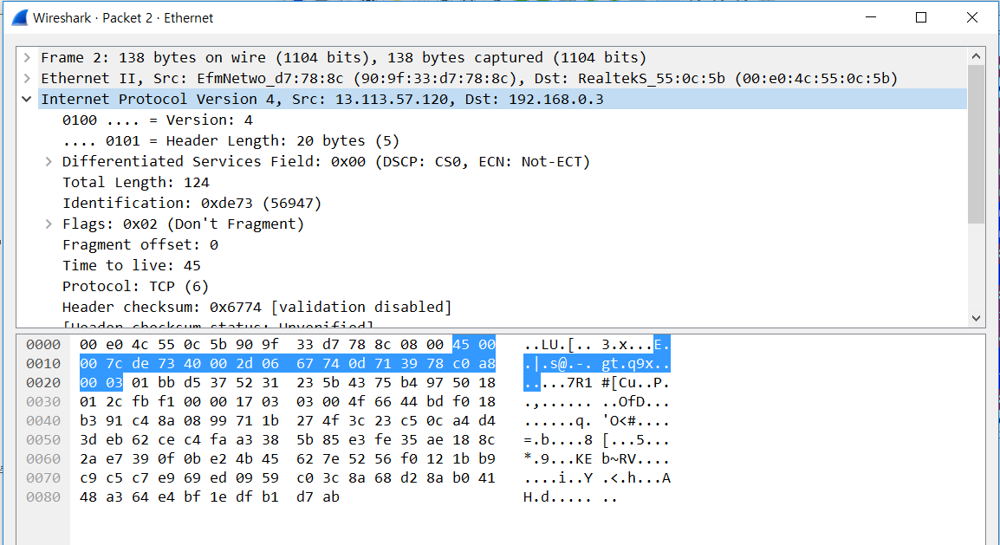 Wireshark · Packet 2 · Ethernet
Frame 2: 138 bytes on wire (1104 bits), 138 bytes captured (1104 bits)
Ethernet II, Src: EfmNetwo_d7:78:8c (90:9f:33:d7:78:8c), Dst: RealtekS_55:0c:5b (00:e0:4c:55:0c:5b)
Internet Protocol Version 4, Src: 13.113.57.120, Dst: 192.168.0.3
0100 .... = Version: 4
.... 0101 = Header Length: 20 bytes (5)
Differentiated Services Field: 0x00 (DSCP: CS0, ECN: Not-ECT)
Total Length: 124
Identification: 0xde73 (56947)
Flags: 0x02 (Don't Fragment)
Fragment offset: 0
Time to live: 45
Protocol: TCP (6)
Header checksum: 0x6774 [validation disabled]
[Header checksum status: Unverified]
0000 00 e0 4c 55 0c 5b 90 9f 33 d7 78 8c 08 00 45 00 ..LU.[.. 3.x...E.
0010 00 7c de 73 40 00 2d 06 67 74 0d 71 39 78 c0 a8 .|.s@.-. gt.q9x..
0020 00 03 01 bb d5 37 52 31 23 5b 43 75 b4 97 50 18 .....7R1 #[Cu..P.
0030 01 2c fb f1 00 00 17 03 03 00 4f 66 44 bd f0 18 .,...... ..OfD...
0040 b3 91 c4 8a 08 99 71 1b 27 4f 3c 23 c5 0c a4 d4 ......q. 'O<#....
0050 3d eb 62 ce c4 fa a3 38 5b 85 e3 fe 35 ae 18 8c =.b....8 [...5...
0060 2a e7 39 0f 0b e2 4b 45 62 7e 52 56 f0 12 1b b9 *.9...KE b~RV....
0070 c9 c5 c7 e9 69 ed 09 59 c0 3c 8a 68 d2 8a b0 41 ....i..Y .<.h...A
0080 48 a3 64 e4 bf 1e df b1 d7 ab H.d..... ..